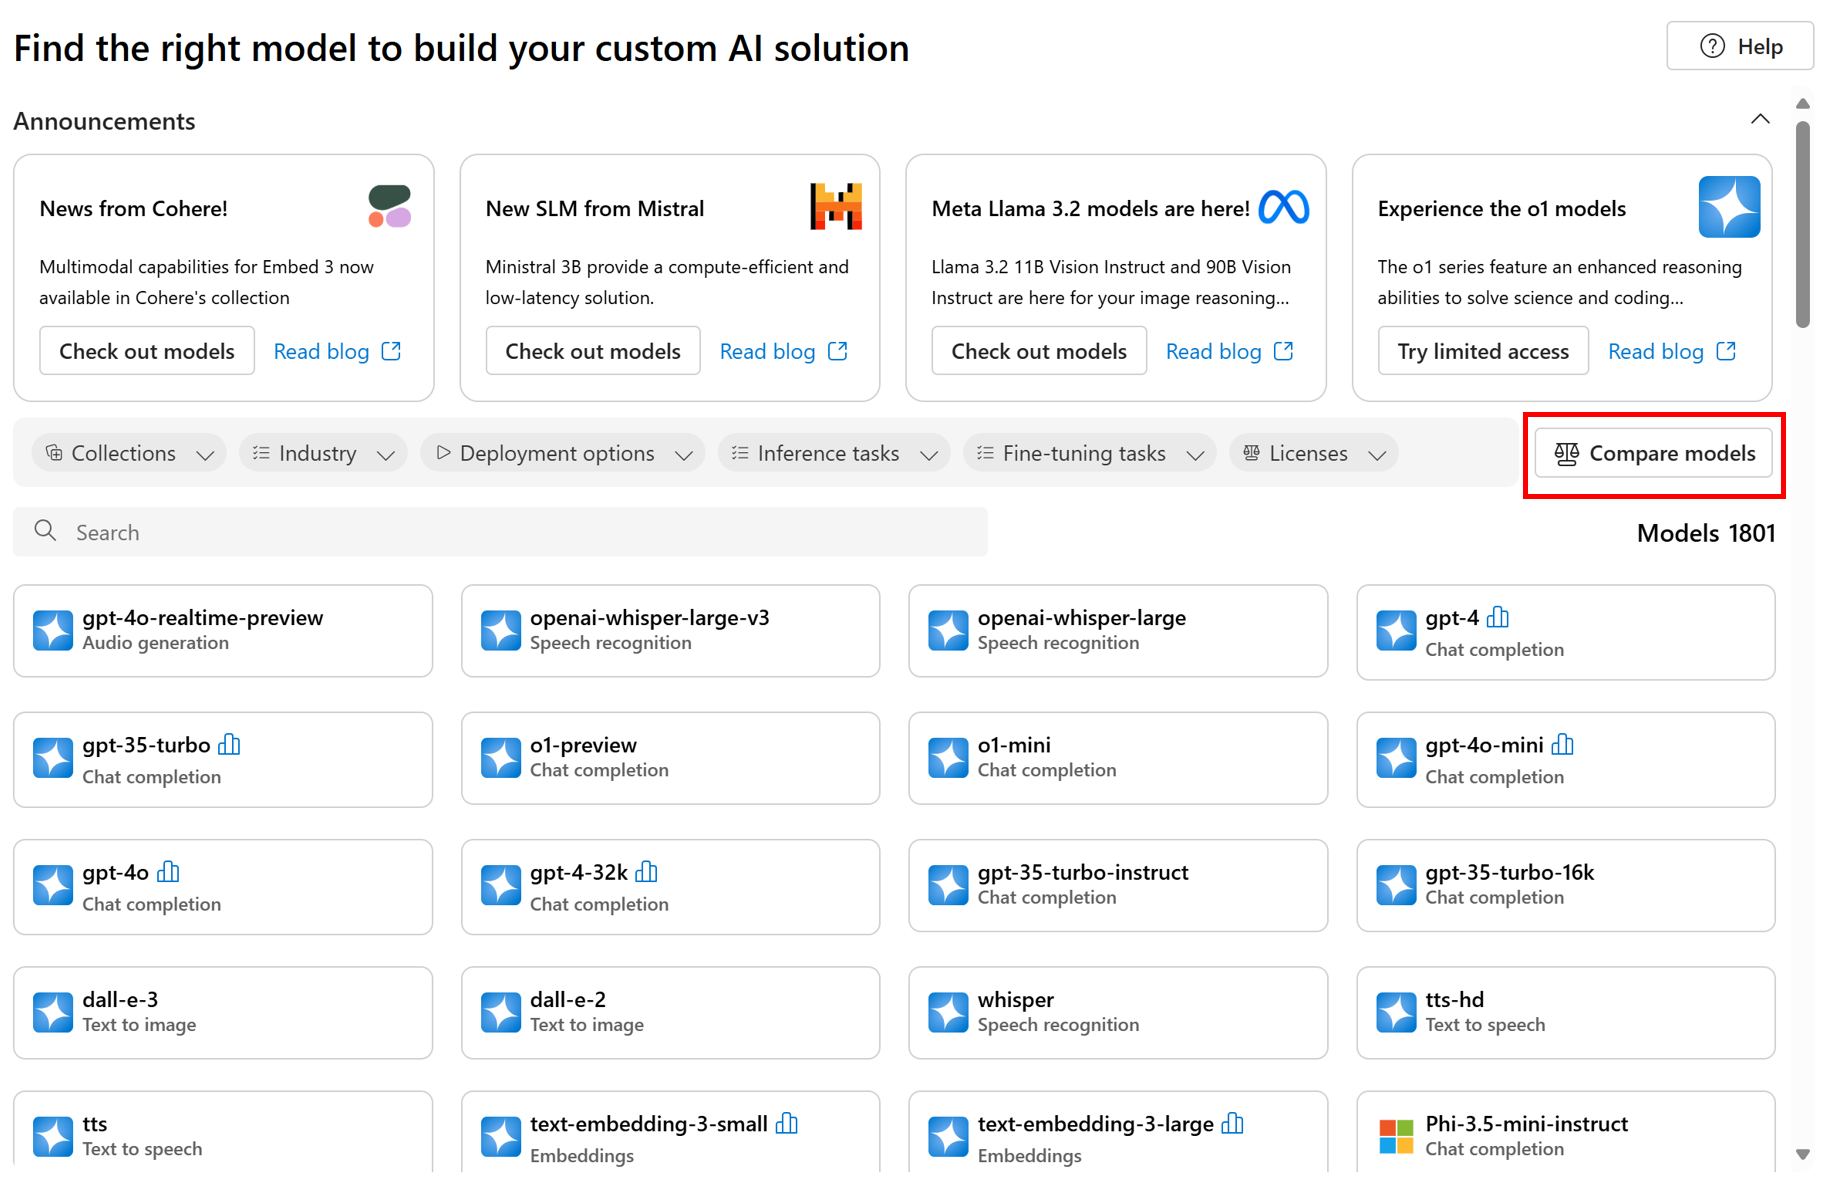 Find the right model to build your custom AI solution
Help
Announcements
News from Cohere!
Multimodal capabilities for Embed 3 now
available in Cohere's collection
Check out models
Read blog
New SLM from Mistral
Ministral 3B provide a compute-efficient and
low-latency solution.
Check out models
Read blog
Meta Llama 3.2 models are here!
Llama 3.2 11B Vision Instruct and 90B Vision
Instruct are here for your image reasoning...
Check out models
Read blog
Experience the o1 models
The o1 series feature an enhanced reasoning
abilities to solve science and coding...
Try limited access
Read blog
Collections
Industry
Deployment options
Inference tasks
Fine-tuning tasks
Licenses
Compare models
Search
Models 1801
gpt-4o-realtime-preview
Audio generation
openai-whisper-large-v3
Speech recognition
openai-whisper-large
Speech recognition
gpt-4
Chat completion
gpt-35-turbo
Chat completion
o1-preview
Chat completion
o1-mini
Chat completion
gpt-4o-mini
Chat completion
gpt-4o
Chat completion
gpt-4-32k
Chat completion
gpt-35-turbo-instruct
Chat completion
gpt-35-turbo-16k
Chat completion
dall-e-3
Text to image
dall-e-2
Text to image
whisper
Speech recognition
tts-hd
Text to speech
tts
Text to speech
text-embedding-3-small
Embeddings
text-embedding-3-large
Embeddings
Phi-3.5-mini-instruct
Chat completion